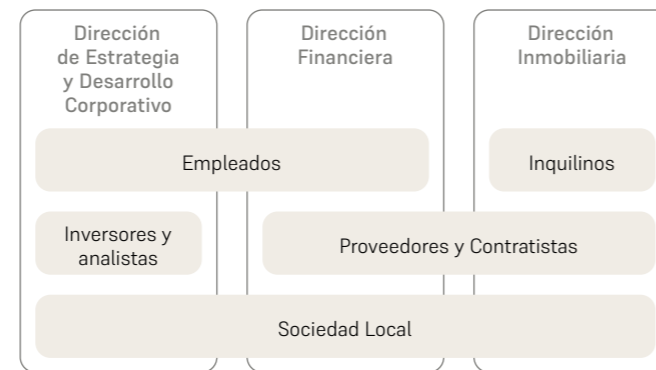 Dirección
de Estrategia
y Desarrollo
Corporativo
Dirección
Financiera
Dirección
Inmobiliaria
Empleados
Inquilinos
Inversores y
analistas
Proveedores y Contratistas
Sociedad Local